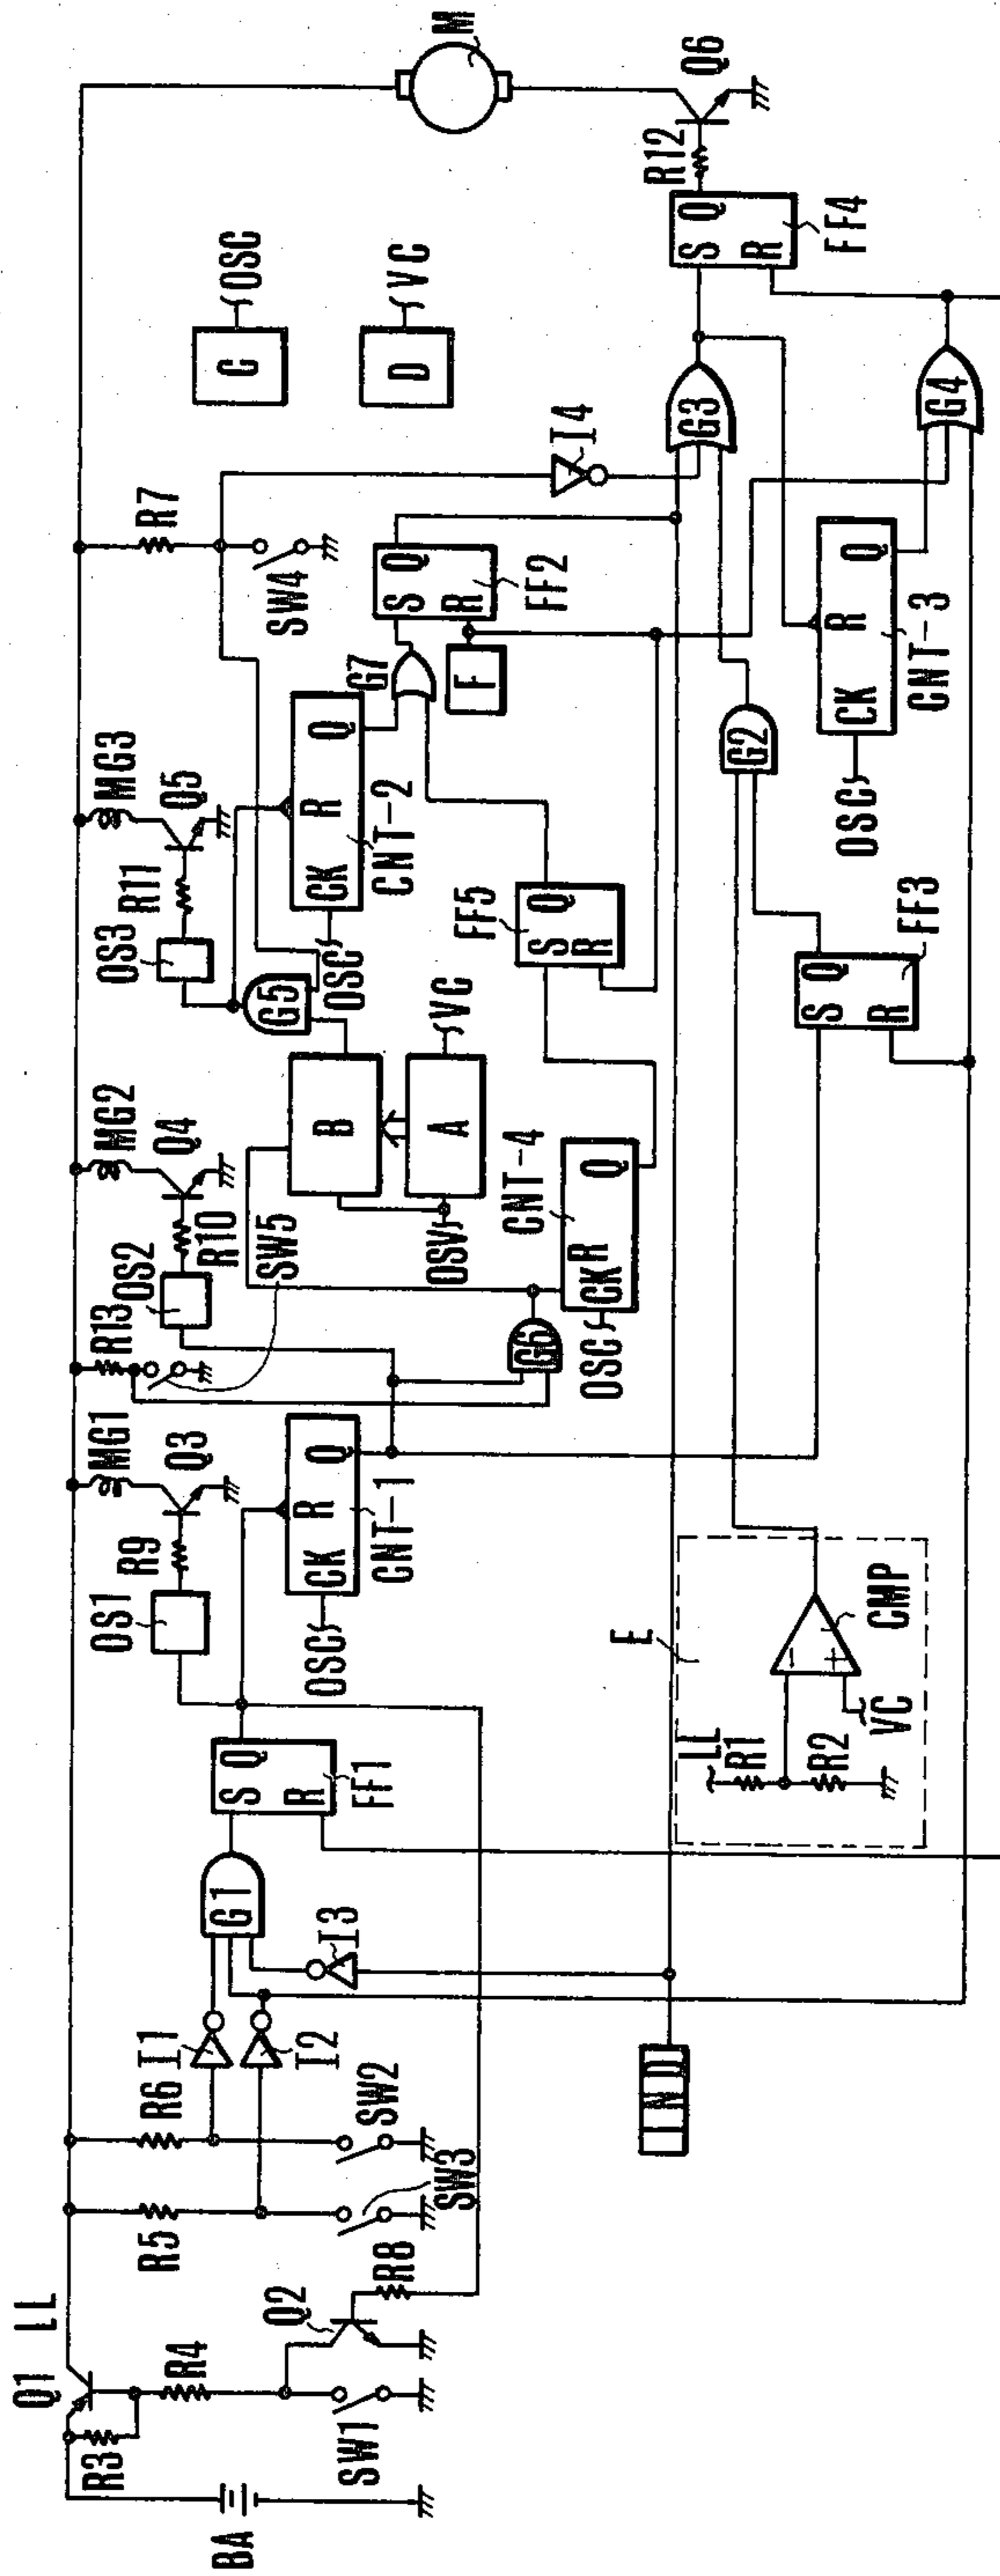 BA
R3
Q1
LL
R4
SW1
Q2
R8
R5
R6
SW3
SW2
I1
I2
I3
IND
G1
S Q
R
FF1
OS1
R9
Q3
MG1
CK R Q
OSC
CNT-1
E
LL
R1
R2
VC
CMP
R13
SW5
OS2
R10
Q4
MG2
G6
CK R Q
OSC
CNT-4
B
A
OSV
VC
G5
OS3
R11
Q5
MG3
CK R Q
OSC
CNT-2
FF5
S Q
R
S Q
R
FF3
G7
F
S Q
R
FF2
G2
CK R Q
OSC
CNT-3
SW4
R7
I4
G3
G4
C
OSC
D
VC
S Q
R
FF4
R12
Q6
M